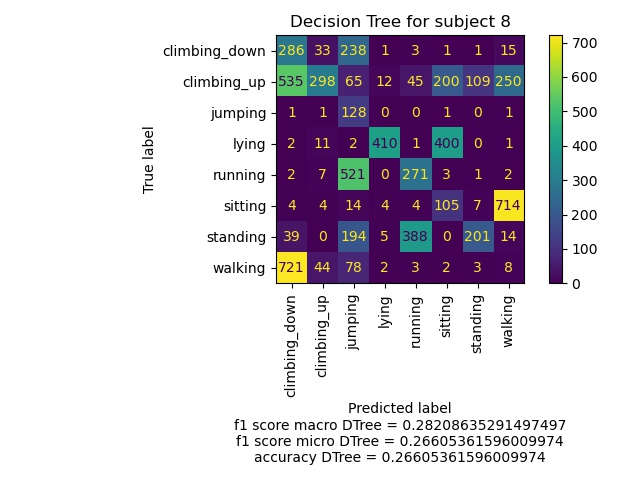 Decision Tree for subject 8
climbing_down 286 33 238 1 3 1 1 15
climbing_up 535 298 65 12 45 200 109 250
jumping 1 1 128 0 0 1 0 1
lying 2 11 2 410 1 400 0 1
running 2 7 521 0 271 3 1 2
sitting 4 4 14 4 4 105 7 714
standing 39 0 194 5 388 0 201 14
walking 721 44 78 2 3 2 3 8
True label
climbing_down
climbing_up
jumping
lying
running
sitting
standing
walking
Predicted label
700
600
500
400
300
200
100
0
f1 score macro DTree = 0.28208635291497497
f1 score micro DTree = 0.26605361596009974
accuracy DTree = 0.26605361596009974